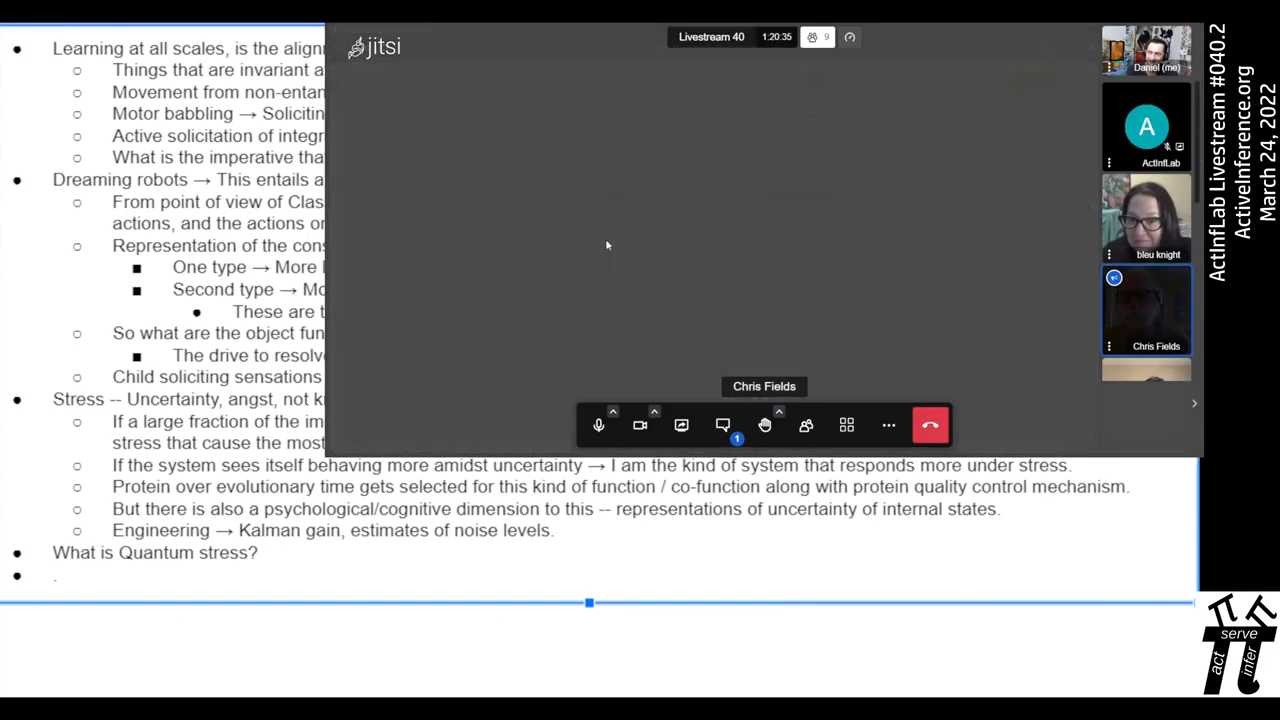 Learning at all scales, is the align
Things that are invariant a
Movement from non-entan
Motor babbling → Solicitin
Active solicitation of integr
What is the imperative tha
Dreaming robots → This entails a
From point of view of Clas
actions, and the actions or
Representation of the cons
One type → More l
Second type → Mo
These are t
So what are the object fun
The drive to resolve
Child soliciting sensations
Stress -- Uncertainty, angst, not k
If a large fraction of the im
stress that cause the most
If the system sees itself behaving more amidst uncertainty → I am the kind of system that responds more under stress.
Protein over evolutionary time gets selected for this kind of function / co-function along with protein quality control mechanism.
But there is also a psychological/cognitive dimension to this -- representations of uncertainty of internal states.
Engineering → Kalman gain, estimates of noise levels.
What is Quantum stress?
.
jitsi
Livestream 40 1:20:35 9
Daniel (me)
A
ActInfLab
bleu knight
Chris Fields
Chris Fields
1
ActInfLab Livestream #040.2
ActiveInference.org
March 24, 2022
serve
act
infer